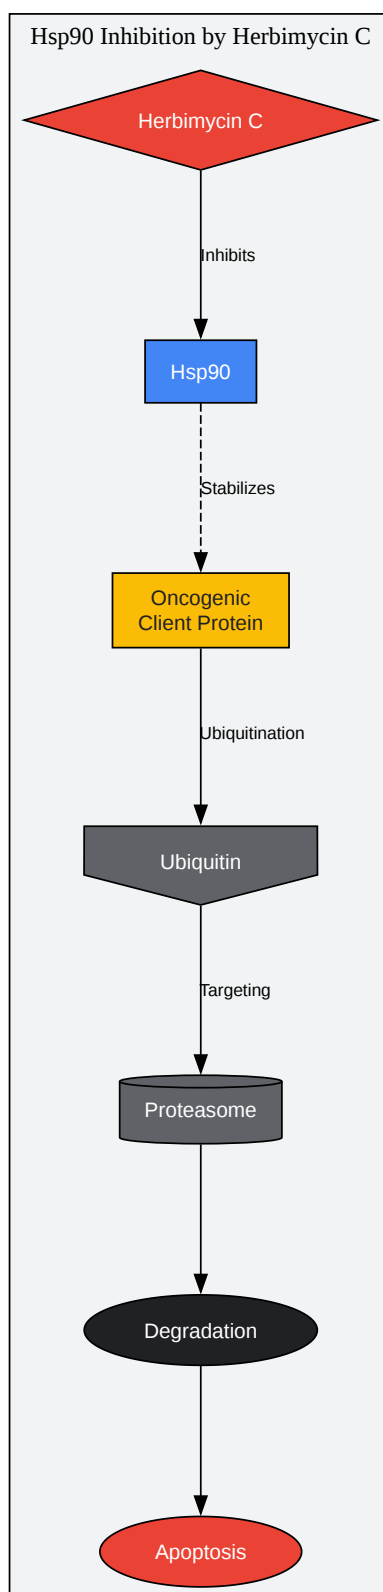 Hsp90 Inhibition by Herbimycin C
Herbimycin C
Inhibits
Hsp90
Stabilizes
Oncogenic
Client Protein
Ubiquitination
Ubiquitin
Targeting
Proteasome
Degradation
Apoptosis